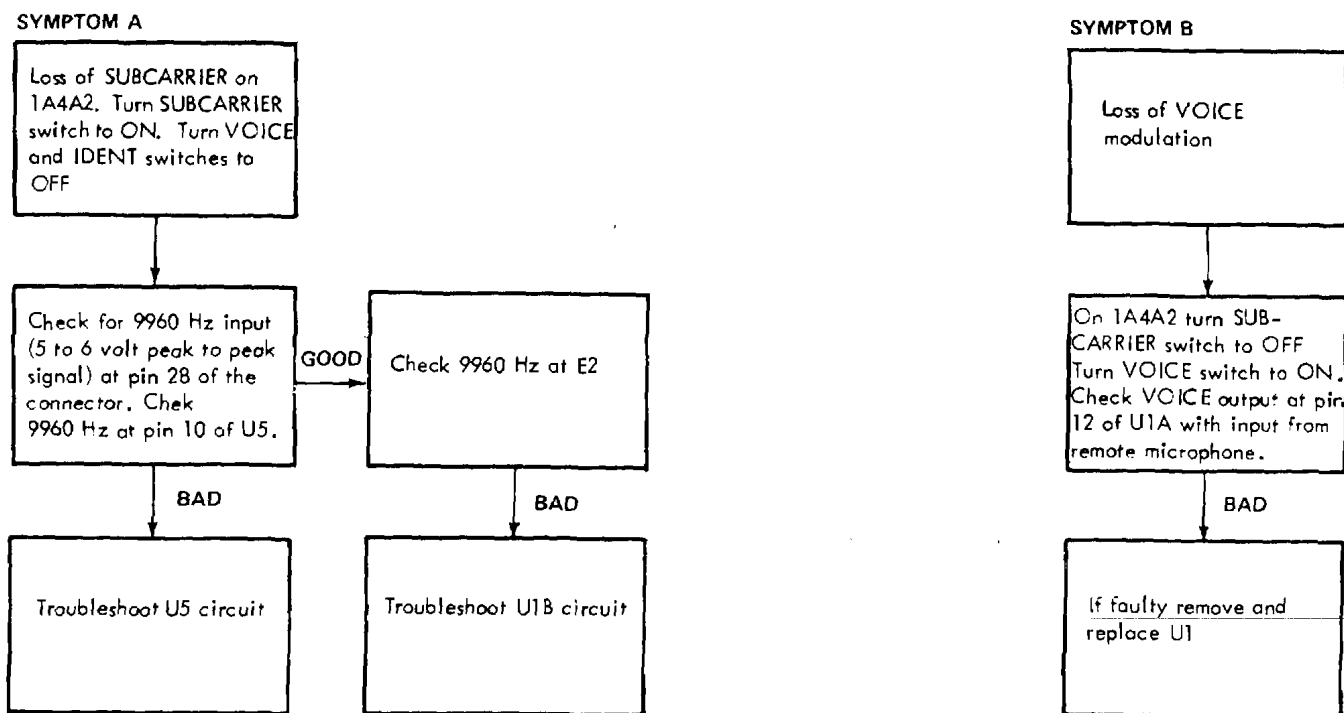 SYMPTOM A
Loss of SUBCARRIER on
1A4A2. Turn SUBCARRIER
switch to ON. Turn VOICE
and IDENT switches to
OFF
Check for 9960 Hz input
(5 to 6 volt peak to peak
signal) at pin 28 of the
connector. Chek
9960 Hz at pin 10 of U5.
GOOD
Check 9960 Hz at E2
BAD
BAD
Troubleshoot U5 circuit
Troubleshoot U1B circuit
SYMPTOM B
Loss of VOICE
modulation
On 1A4A2 turn SUB-
CARRIER switch to OFF
Turn VOICE switch to ON.
Check VOICE output at pin
12 of U1A with input from
remote microphone.
BAD
If faulty remove and
replace U1